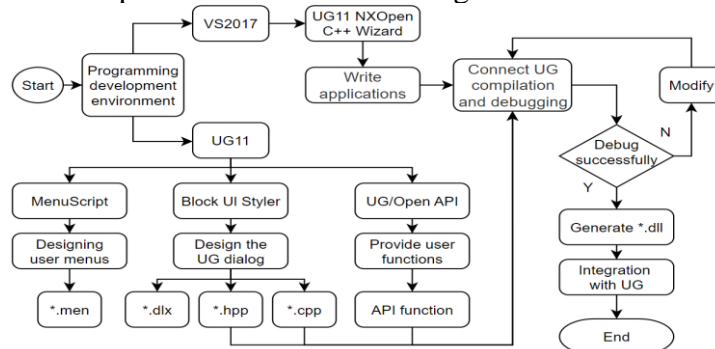 VS2017
UG11 NXOpen
C++ Wizard
Start
Programming
development
environment
Write
applications
Connect UG
compilation
and debugging
Modify
UG11
N
Debug
successfully
Y
MenuScript
Block UI Styler
UG/Open API
Generate *.dll
Designing
user menus
Design the
UG dialog
Provide user
functions
Integration
with UG
*.men
*.dlx
*.hpp
*.cpp
API function
End